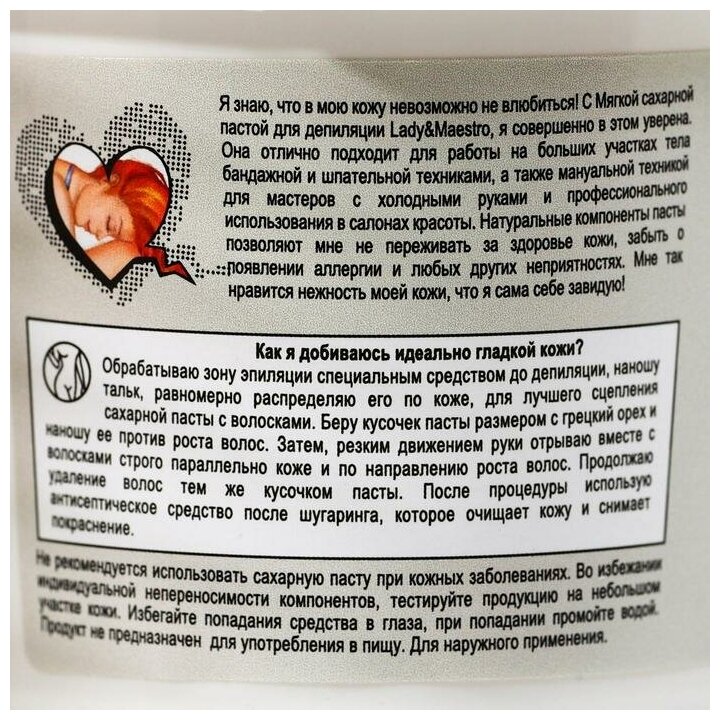 Я знаю, что в мою кожу невозможно не влюбиться! С Мягкой сахарной
пастой для депиляции Lady&Maestro, я совершенно в этом уверена.
Она отлично подходит для работы на больших участках тела
бандажной и шпательной техниками, а также мануальной техникой
для мастеров с холодными руками и профессионального
использования в салонах красоты. Натуральные компоненты пасты
позволяют мне не переживать за здоровье кожи, забыть о
появлении аллергии и любых других неприятностях. Мне так
нравится нежность моей кожи, что я сама себе завидую!
Как я добиваюсь идеально гладкой кожи?
Обрабатываю зону эпиляции специальным средством до депиляции, наношу
тальк, равномерно распределяю его по коже, для лучшего сцепления
сахарной пасты с волосками. Беру кусочек пасты размером с грецкий орех и
наношу ее против роста волос. Затем, резким движением руки отрываю вместе с
волосками строго параллельно коже и по направлению роста волос. Продолжаю
удаление волос тем же кусочком пасты. После процедуры использую
антисептическое средство после шугаринга, которое очищает кожу и снимает
покраснение.
Не рекомендуется использовать сахарную пасту при кожных заболеваниях. Во избежании
индивидуальной непереносимости компонентов, тестируйте продукцию на небольшом
участке кожи. Избегайте попадания средства в глаза, при попадании промойте водой.
Продукт не предназначен для употребления в пищу. Для наружного применения.